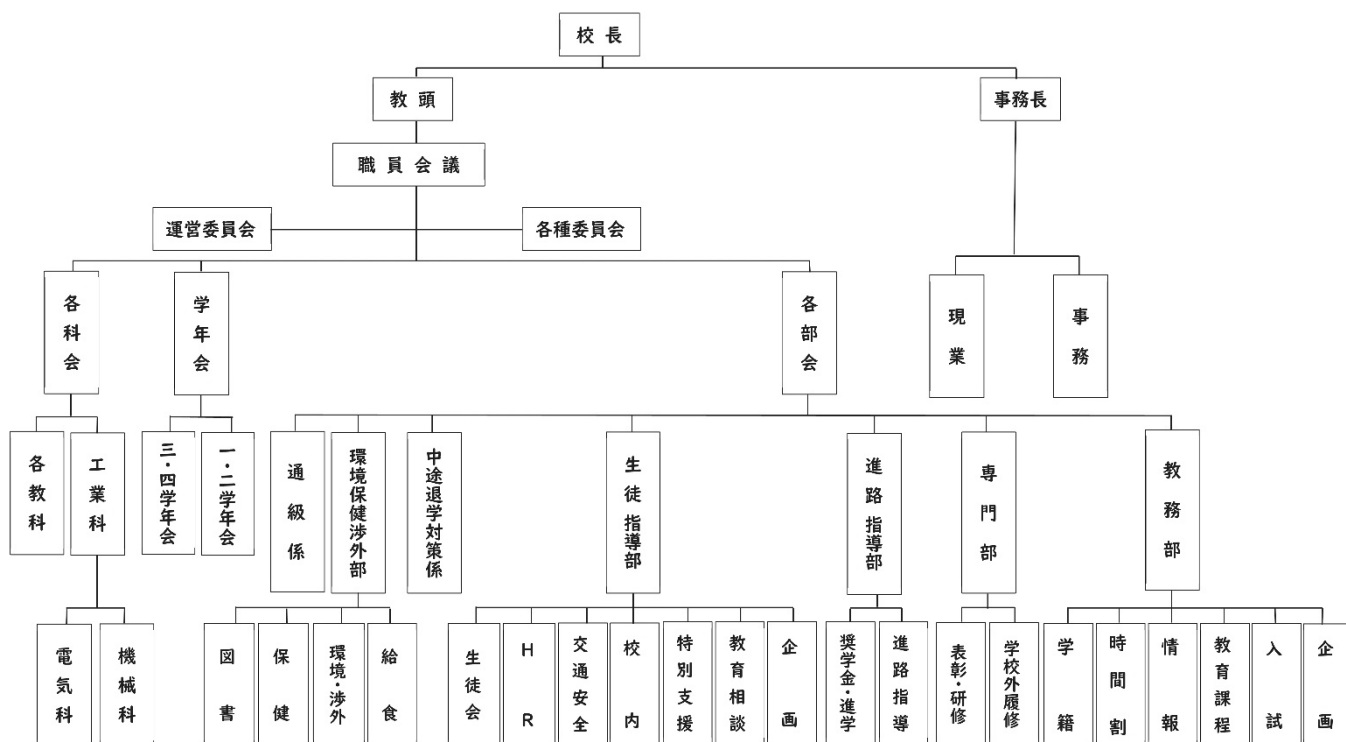 校長
教頭
事務長
職員会議
運営委員会
各種委員会
各科会
学年会
各部会
現業
事務
各教科
工業科
三・四学年会
一・二学年会
通級係
環境保健渉外部
中途退学対策係
生徒指導部
進路指導部
専門部
教務部
電気科
機械科
図書
保健
環境・渉外
給食
生徒会
HR
交通安全
校内
特別支援
教育相談
企画
奨学金・進学
進路指導
表彰・研修
学校外履修
学籍
時間割
情報
教育課程
入試
企画